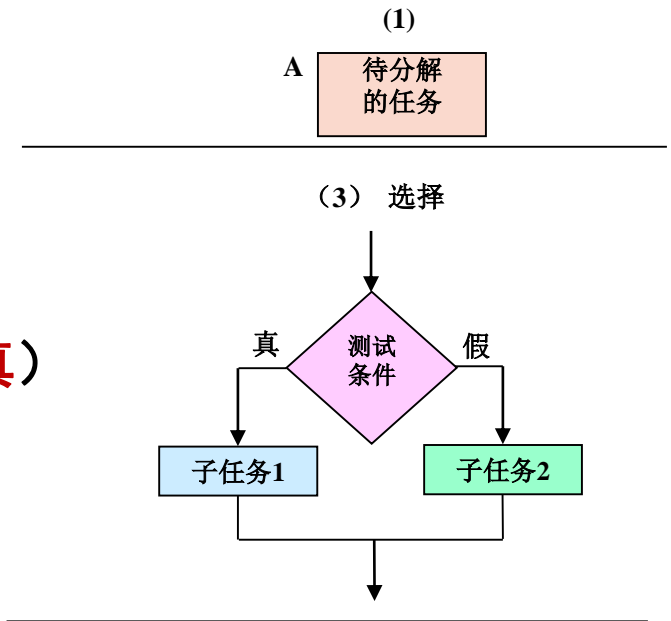 (1)
A
待分解
的任务
（3） 选择
真
测试
条件
假
真）
子任务1
子任务2